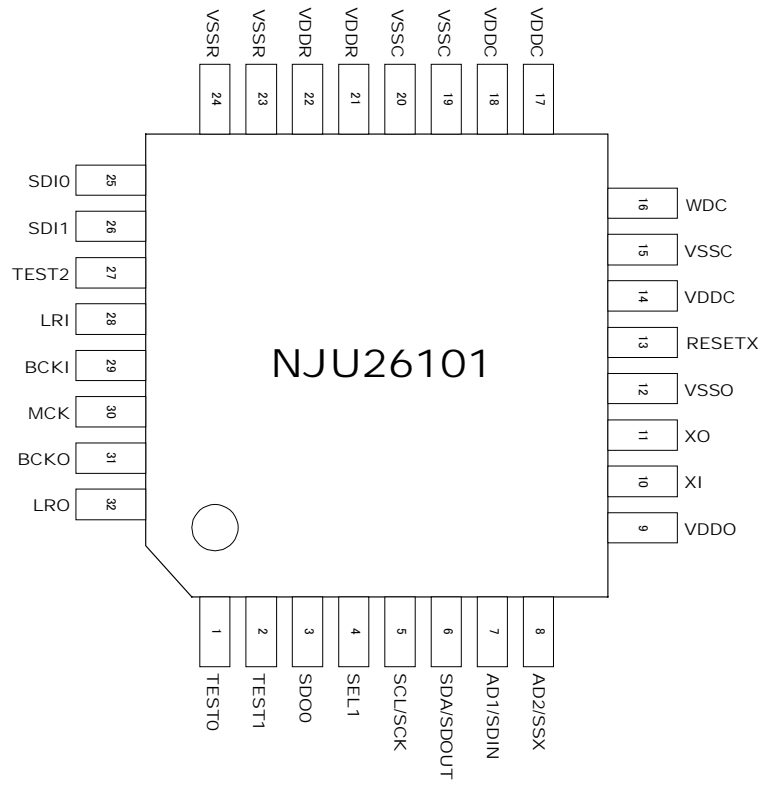 VSSR
VSSR
VDDR
VDDR
VSSC
VSSC
VDDC
VDDC
24
23
22
21
20
19
18
17
SDI0 25
SDI1 26
TEST2 27
LRI 28
BCKI 29
MCK 30
BCKO 31
LRO 32
NJU26101
16 WDC
15 VSSC
14 VDDC
13 RESETX
12 VSSO
11 XO
10 XI
9 VDDO
1
2
3
4
5
6
7
8
TEST0
TEST1
SDO0
SEL1
SCL/SCK
SDA/SDOUT
AD1/SDIN
AD2/SSX